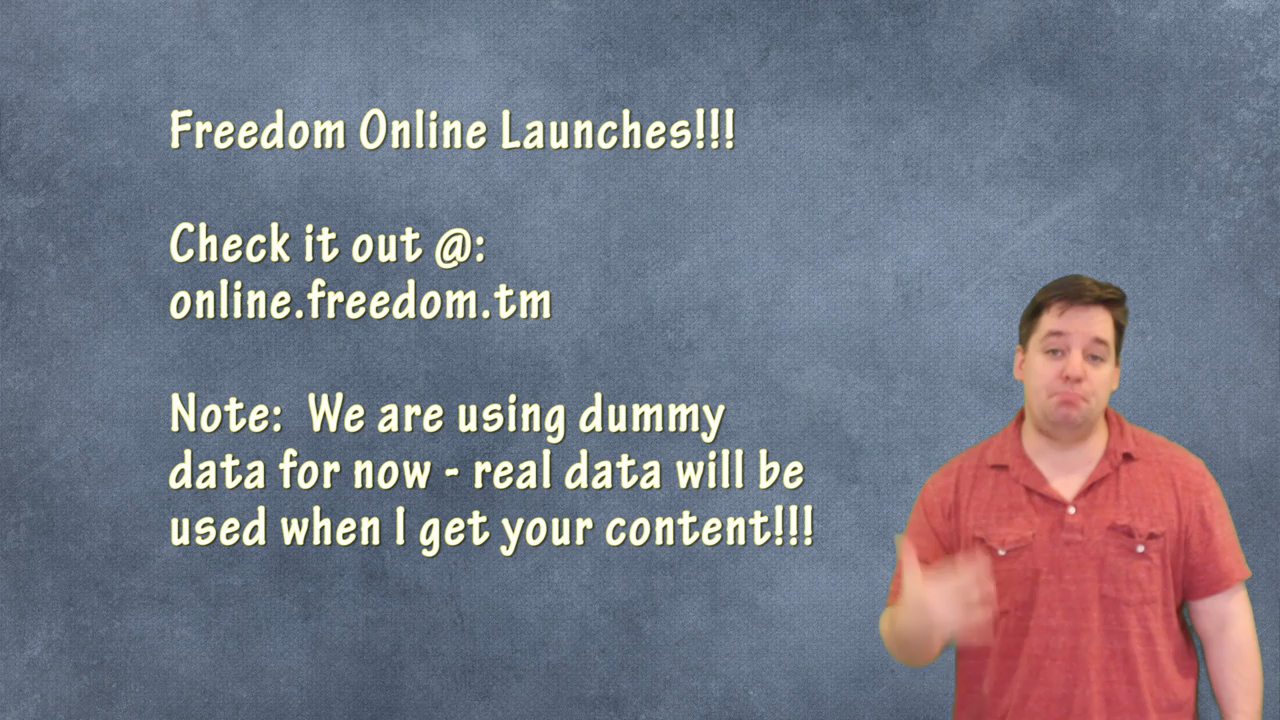 Freedom Online Launches!!!
Check it out @:
online.freedom.tm
Note:  We are using dummy
data for now - real data will be
used when I get your content!!!